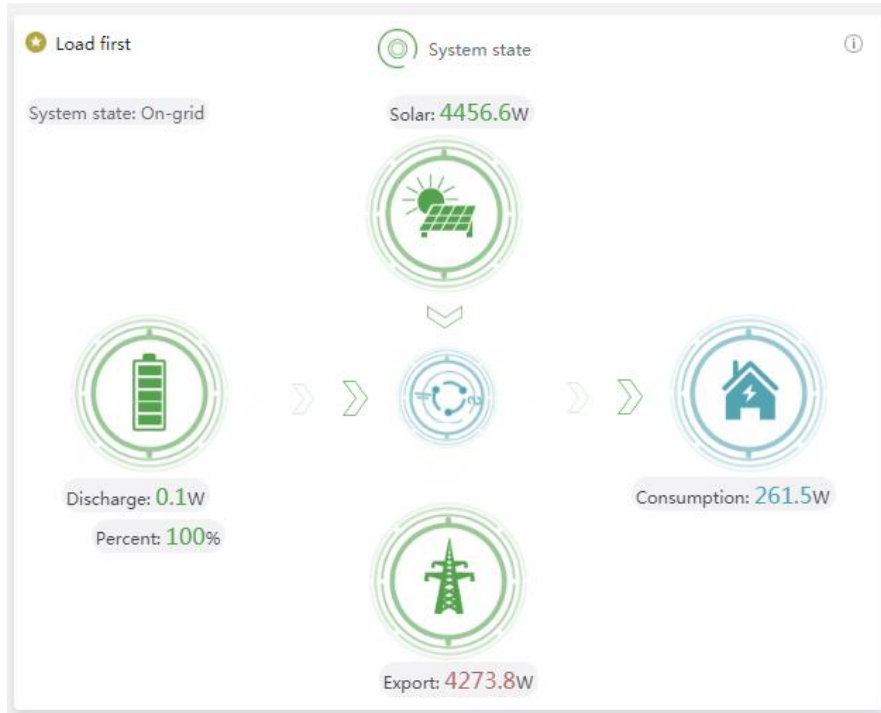 Load first
System state
System state: On-grid
Solar: 4456.6W
Discharge: 0.1W
Percent: 100%
Consumption: 261.5W
Export: 4273.8W